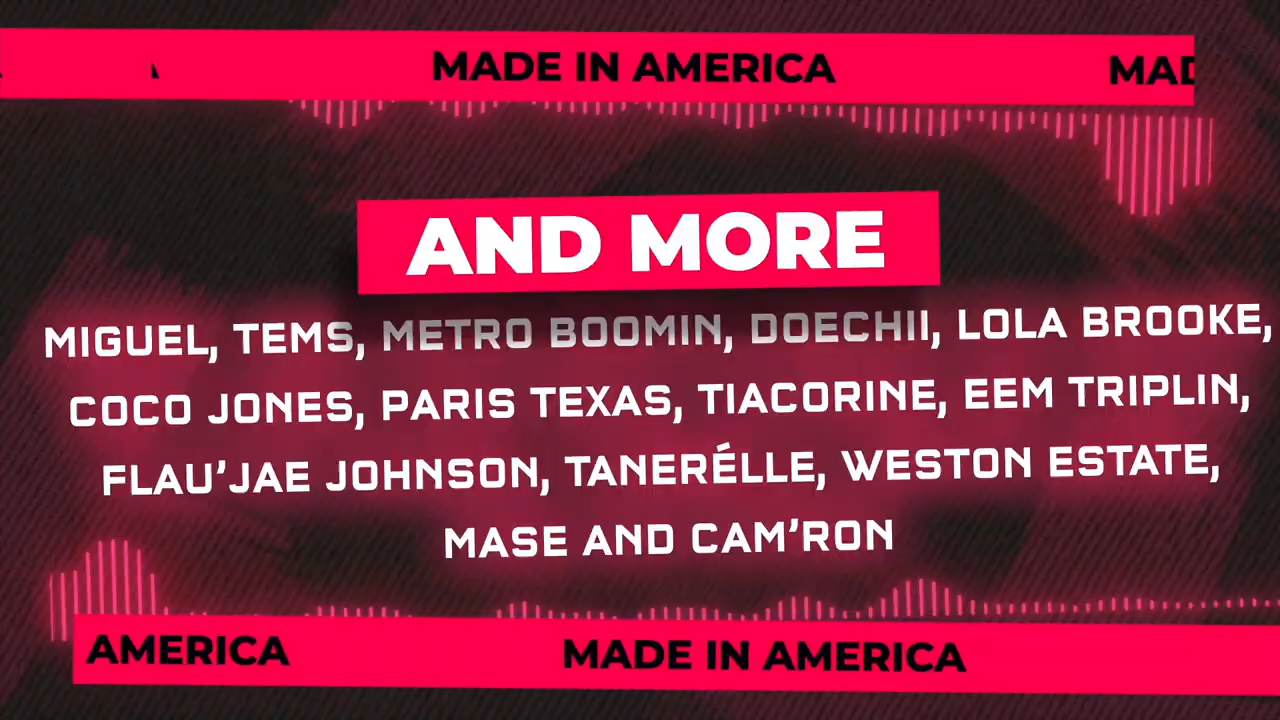 MADE IN AMERICA MAD
AND MORE
MIGUEL, TEMS, METRO BOOMIN, DOECHII, LOLA BROOKE,
COCO JONES, PARIS TEXAS, TIACORINE, EEM TRIPLIN,
FLAU'JAE JOHNSON, TANERÉLLE, WESTON ESTATE,
MASE AND CAM'RON
AMERICA MADE IN AMERICA